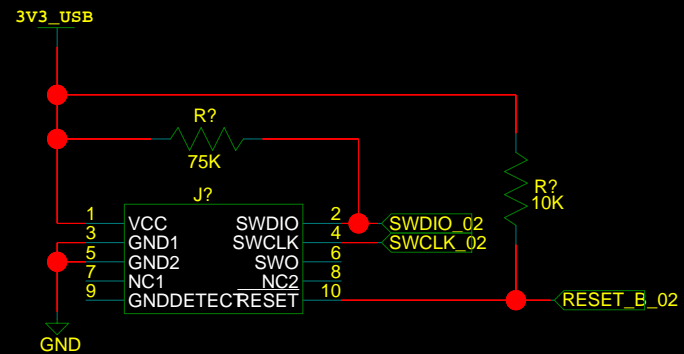 3V3_USB
R?
75K
R?
10K
J?
1 VCC SWDIO 2 SWDIO_02
3 GND1 SWCLK 4 SWCLK_02
5 GND2 SWO 6
7 NC1 NC2 8
9 GNDDETECT RESET 10 RESET_B_02
GND